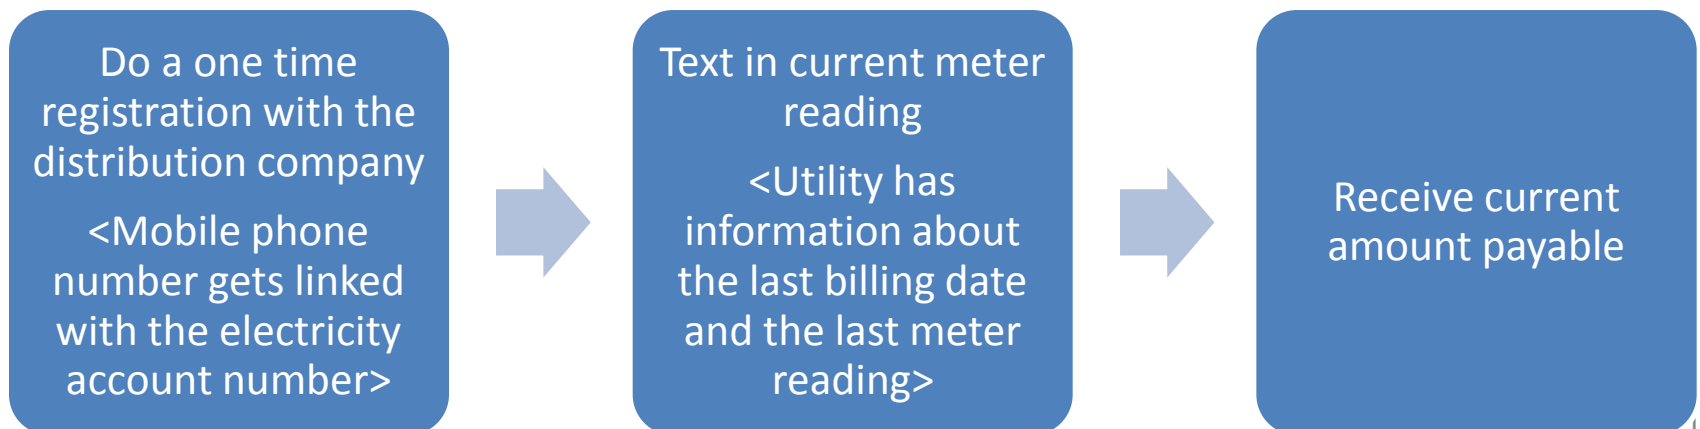 Do a one time
registration with the
distribution company
<Mobile phone
number gets linked
with the electricity
account number>
Text in current meter
reading
<Utility has
information about
the last billing date
and the last meter
reading>
Receive current
amount payable